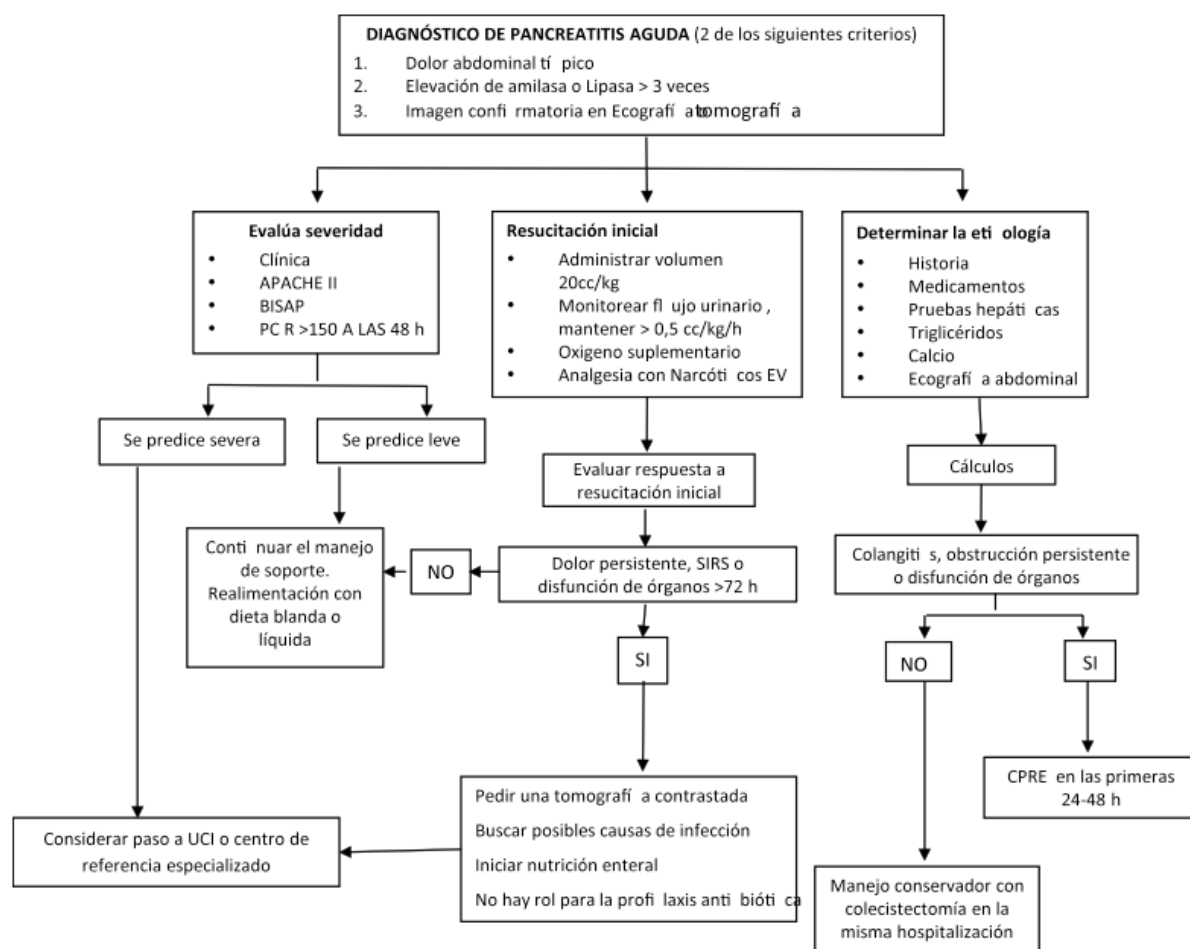 DIAGNÓSTICO DE PANCREATITIS AGUDA (2 de los siguientes criterios)
1. Dolor abdominal tí pico
2. Elevación de amilasa o Lipasa > 3 veces
3. Imagen confi rmatoria en Ecografí a o tomografí a
Evalúa severidad
• Clínica
• APACHE II
• BISAP
• PC R >150 A LAS 48 h
Resucitación inicial
• Administrar volumen
20cc/kg
• Monitorear fl ujo urinario ,
mantener > 0,5 cc/kg/h
• Oxigeno suplementario
• Analgesia con Narcóti cos EV
Determinar la eti ología
• Historia
• Medicamentos
• Pruebas hepáti cas
• Triglicéridos
• Calcio
• Ecografí a abdominal
Se predice severa
Se predice leve
Evaluar respuesta a
resucitación inicial
Cálculos
Conti nuar el manejo
de soporte.
Realimentación con
dieta blanda o
líquida
NO
Dolor persistente, SIRS o
disfunción de órganos >72 h
Colangiti s, obstrucción persistente
o disfunción de órganos
SI
NO
SI
CPRE en las primeras
24-48 h
Pedir una tomografí a contrastada
Buscar posibles causas de infección
Iniciar nutrición enteral
No hay rol para la profi laxis anti bióti ca
Considerar paso a UCI o centro de
referencia especializado
Manejo conservador con
colecistectomía en la
misma hospitalización